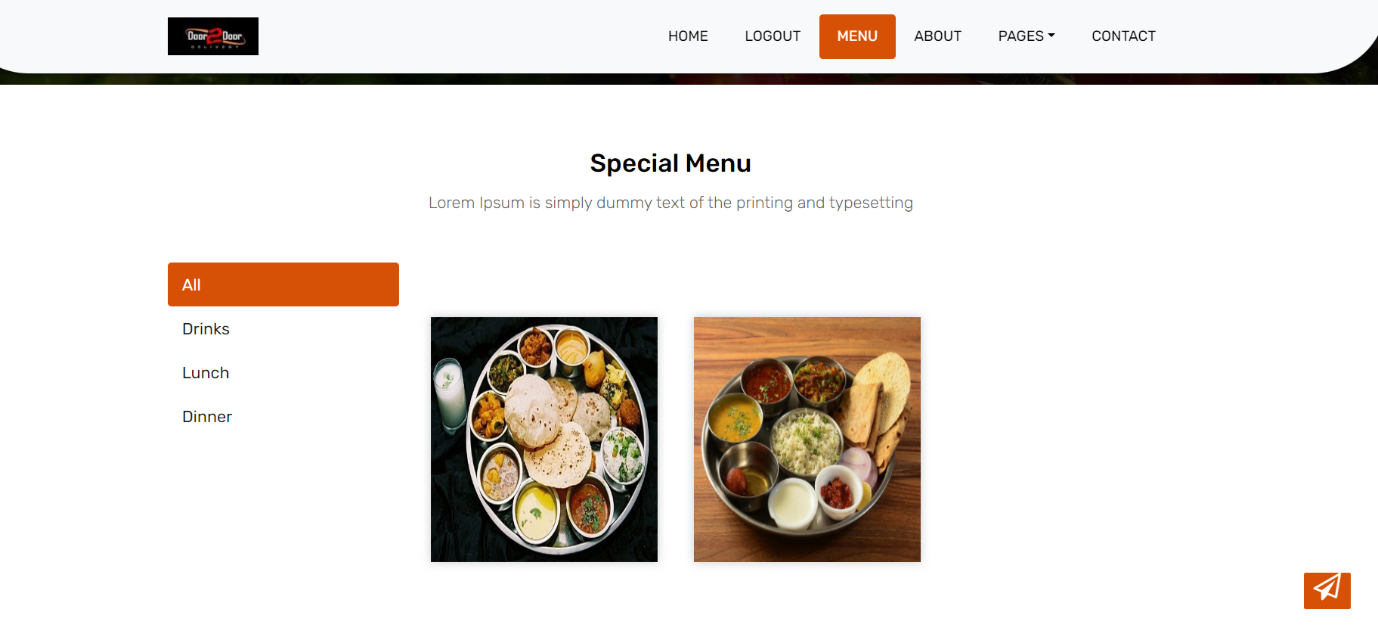 Door 2 Door
DELIVERY
HOME LOGOUT MENU ABOUT PAGES CONTACT
Special Menu
Lorem Ipsum is simply dummy text of the printing and typesetting
All
Drinks
Lunch
Dinner